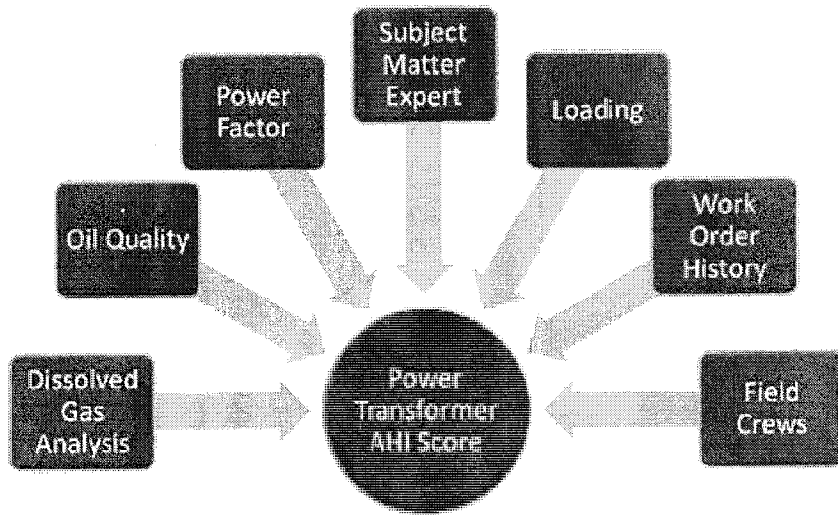 Subject
Matter
Expert
Power
Factor
Loading
Oil Quality
Work
Order
History
Dissolved
Gas
Analysis
Power
Transformer
AHI Score
Field
Crews